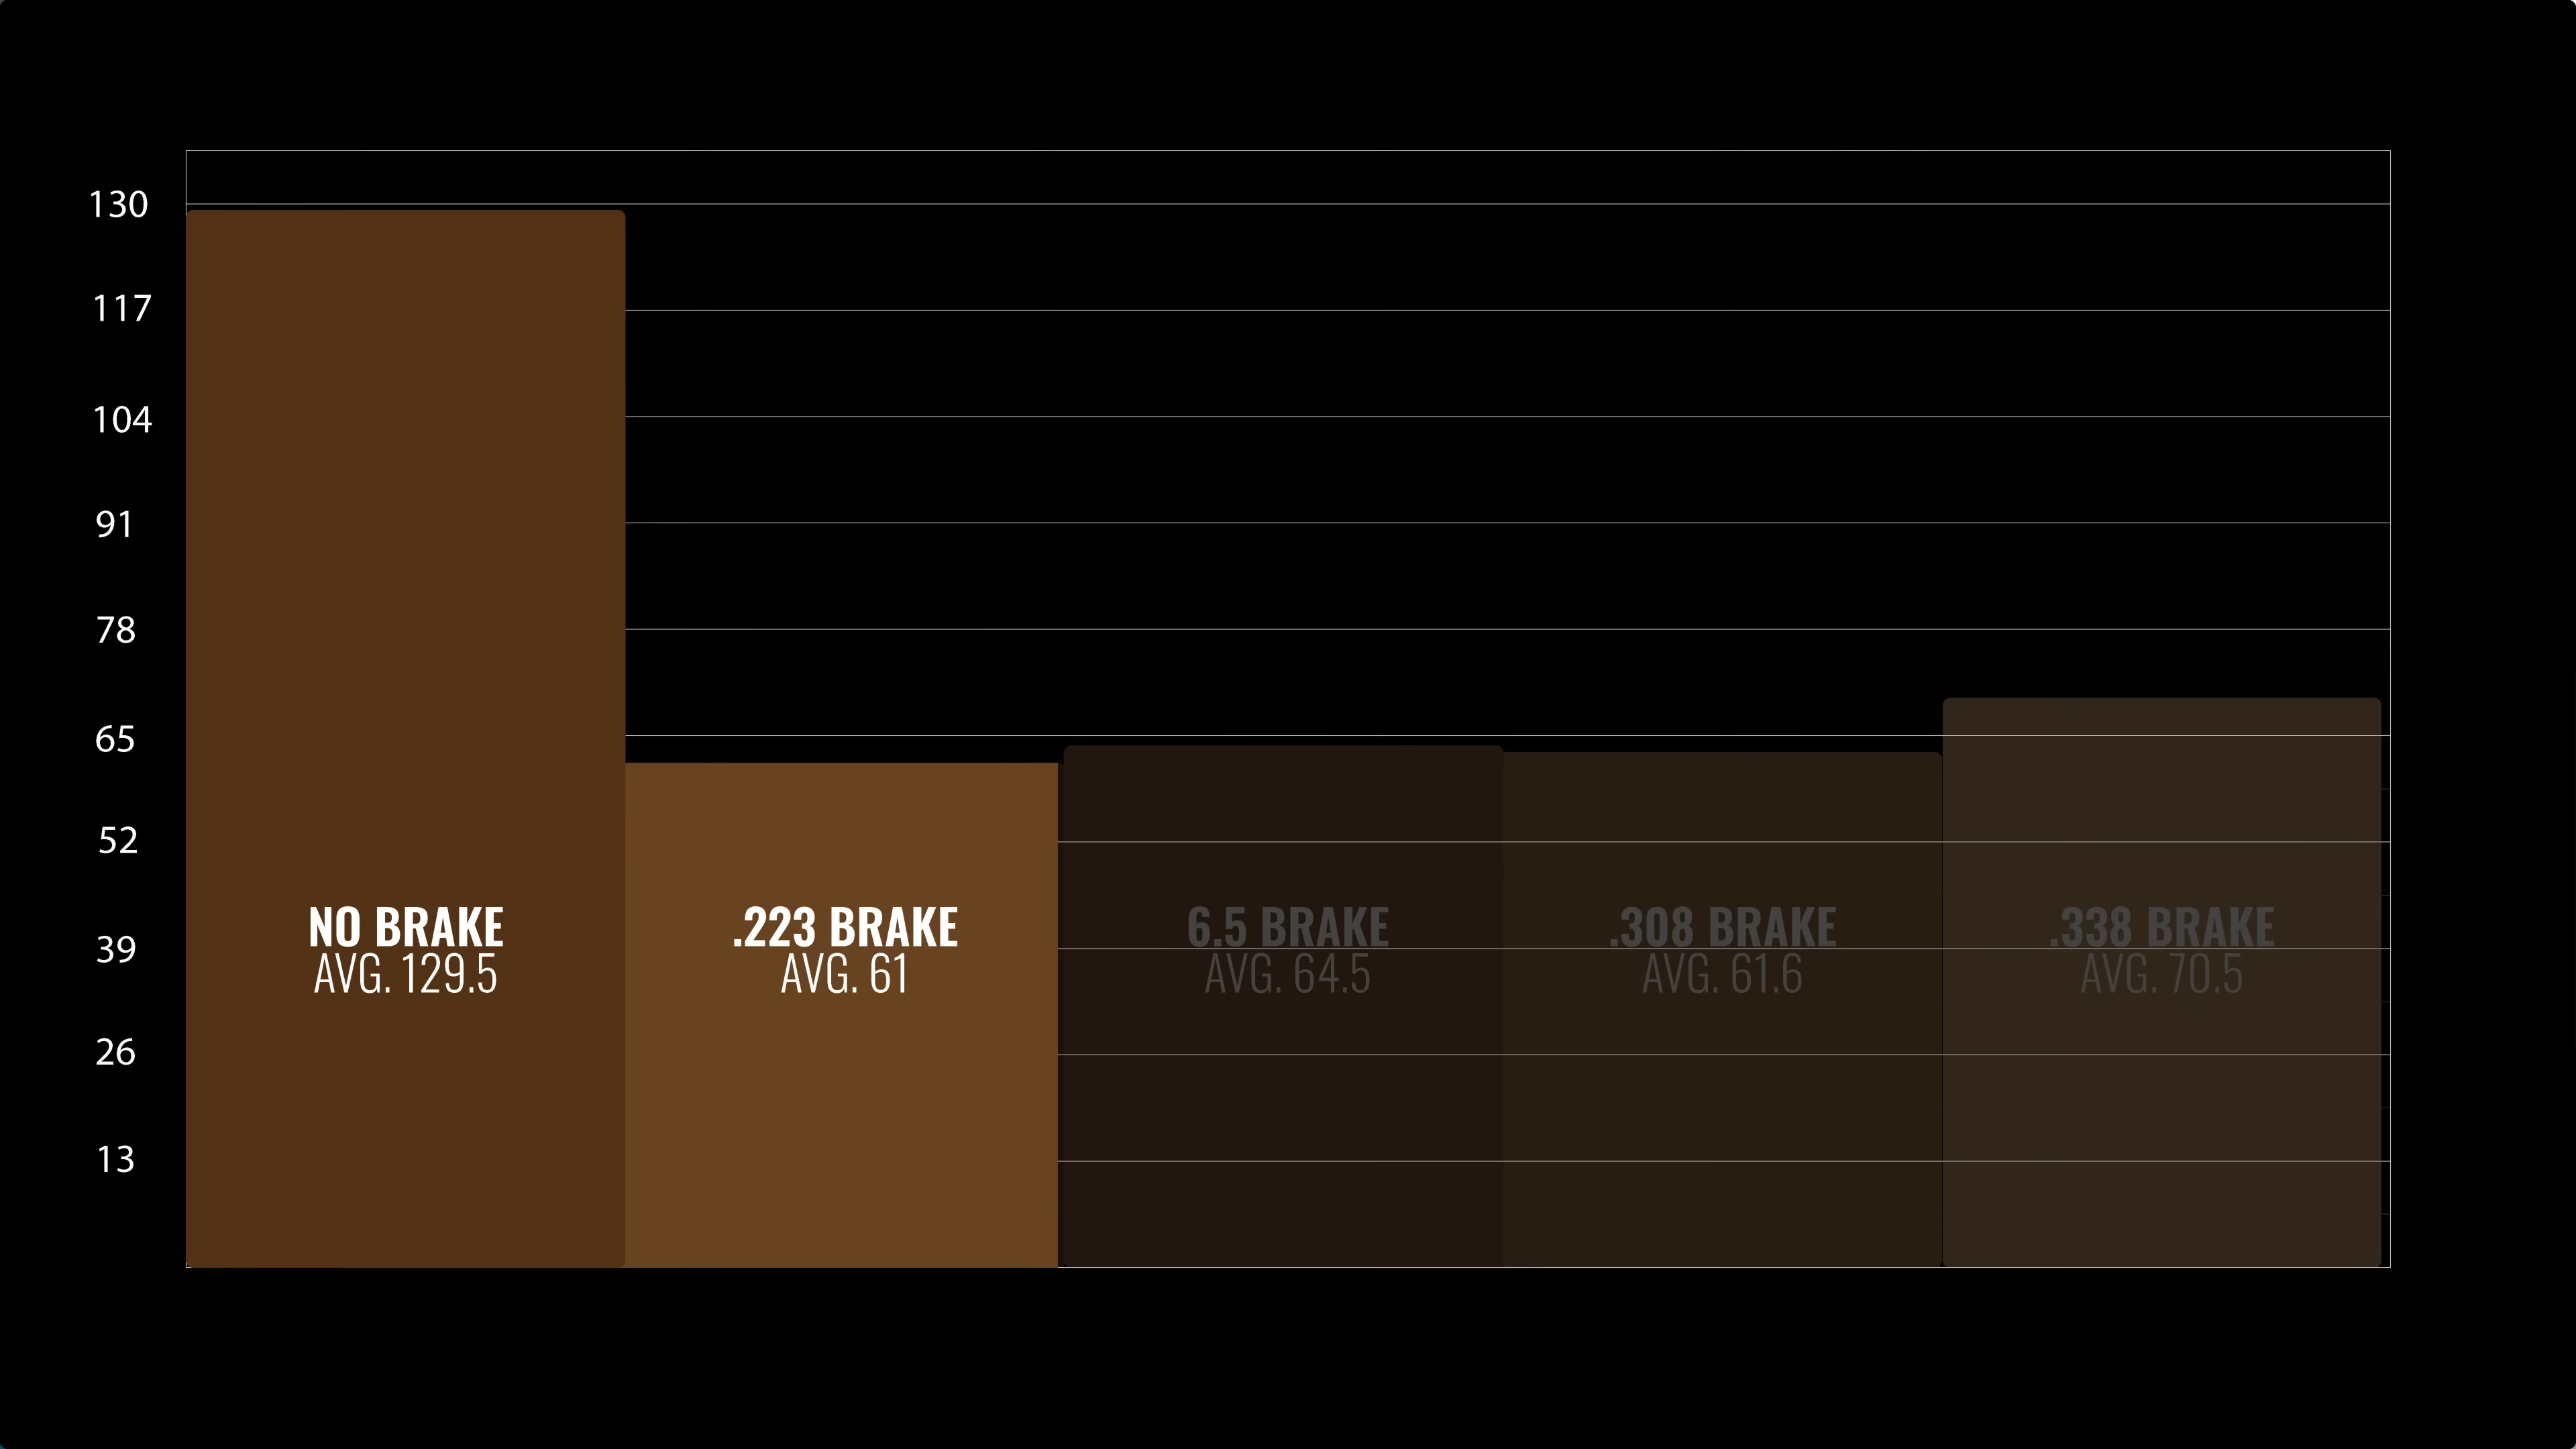 130
117
104
91
78
65
52
39
26
13
NO BRAKE
AVG. 129.5
.223 BRAKE
AVG. 61
6.5 BRAKE
AVG. 64.5
.308 BRAKE
AVG. 61.6
.338 BRAKE
AVG. 70.5